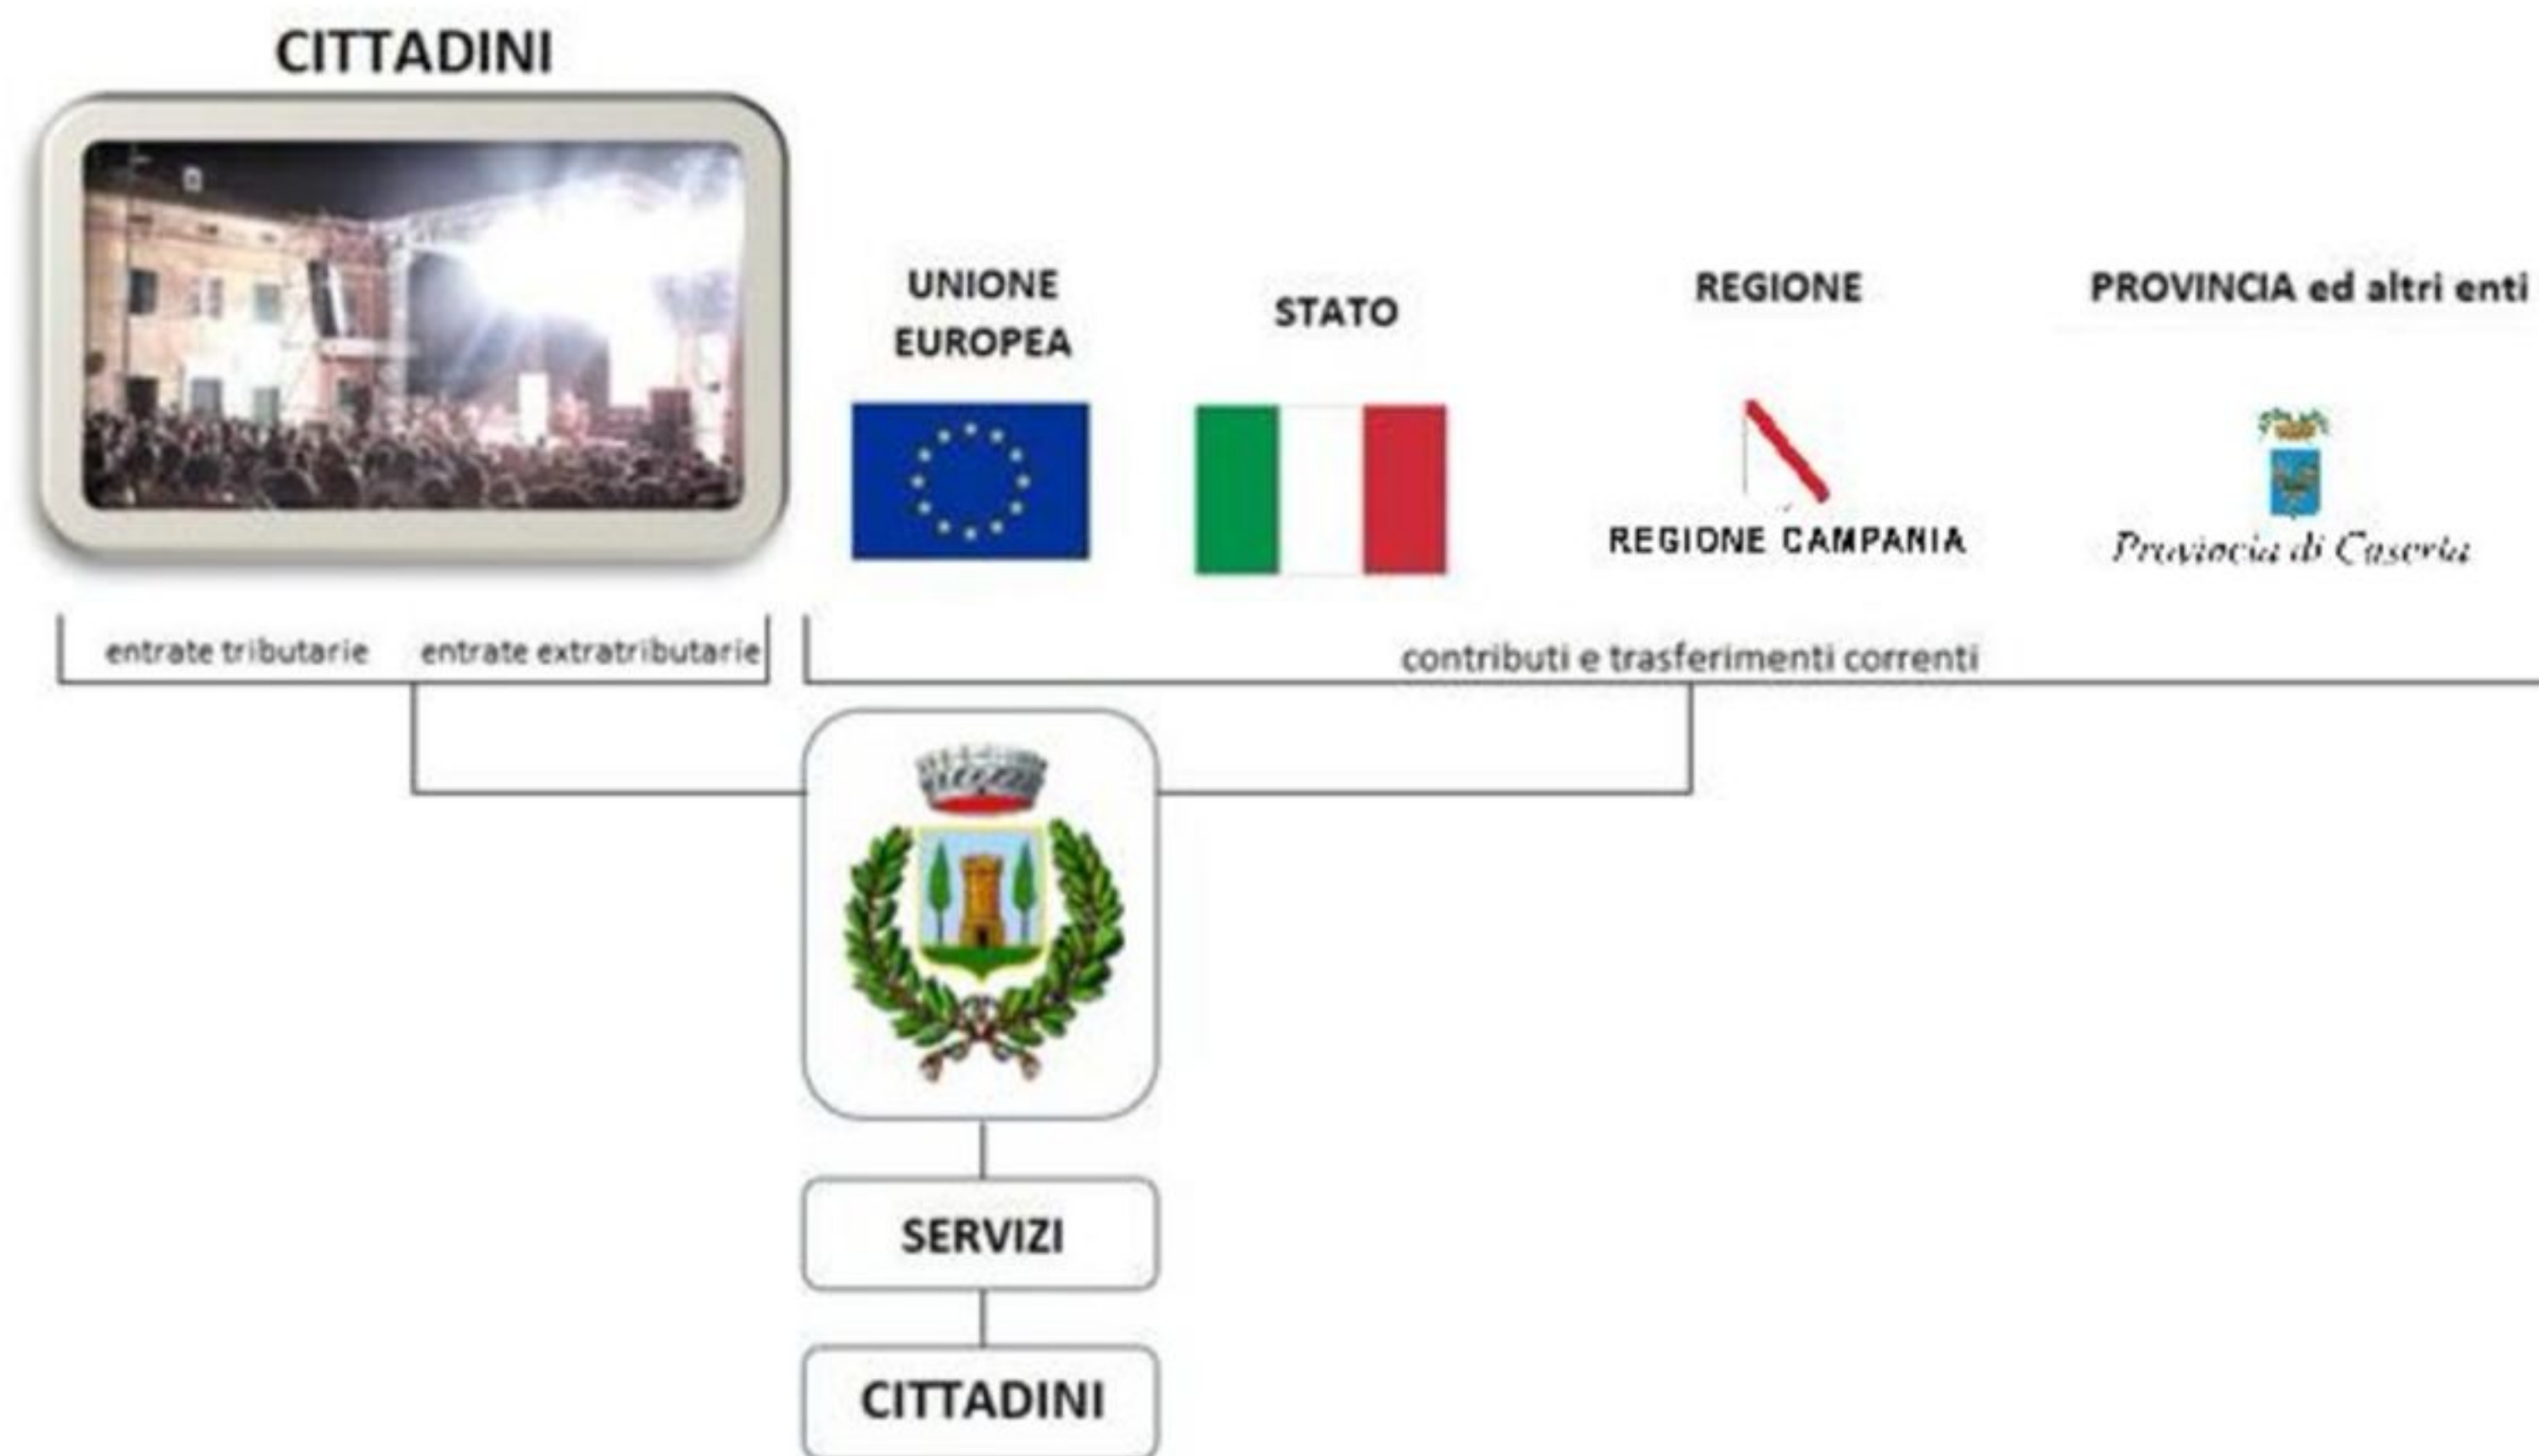 CITTADINI
UNIONE
EUROPEA
STATO
REGIONE
PROVINCIA ed altri enti
REGIONE CAMPANIA
Provincia di Caserta
entrate tributarie
entrate extratributarie
contributi e trasferimenti correnti
SERVIZI
CITTADINI